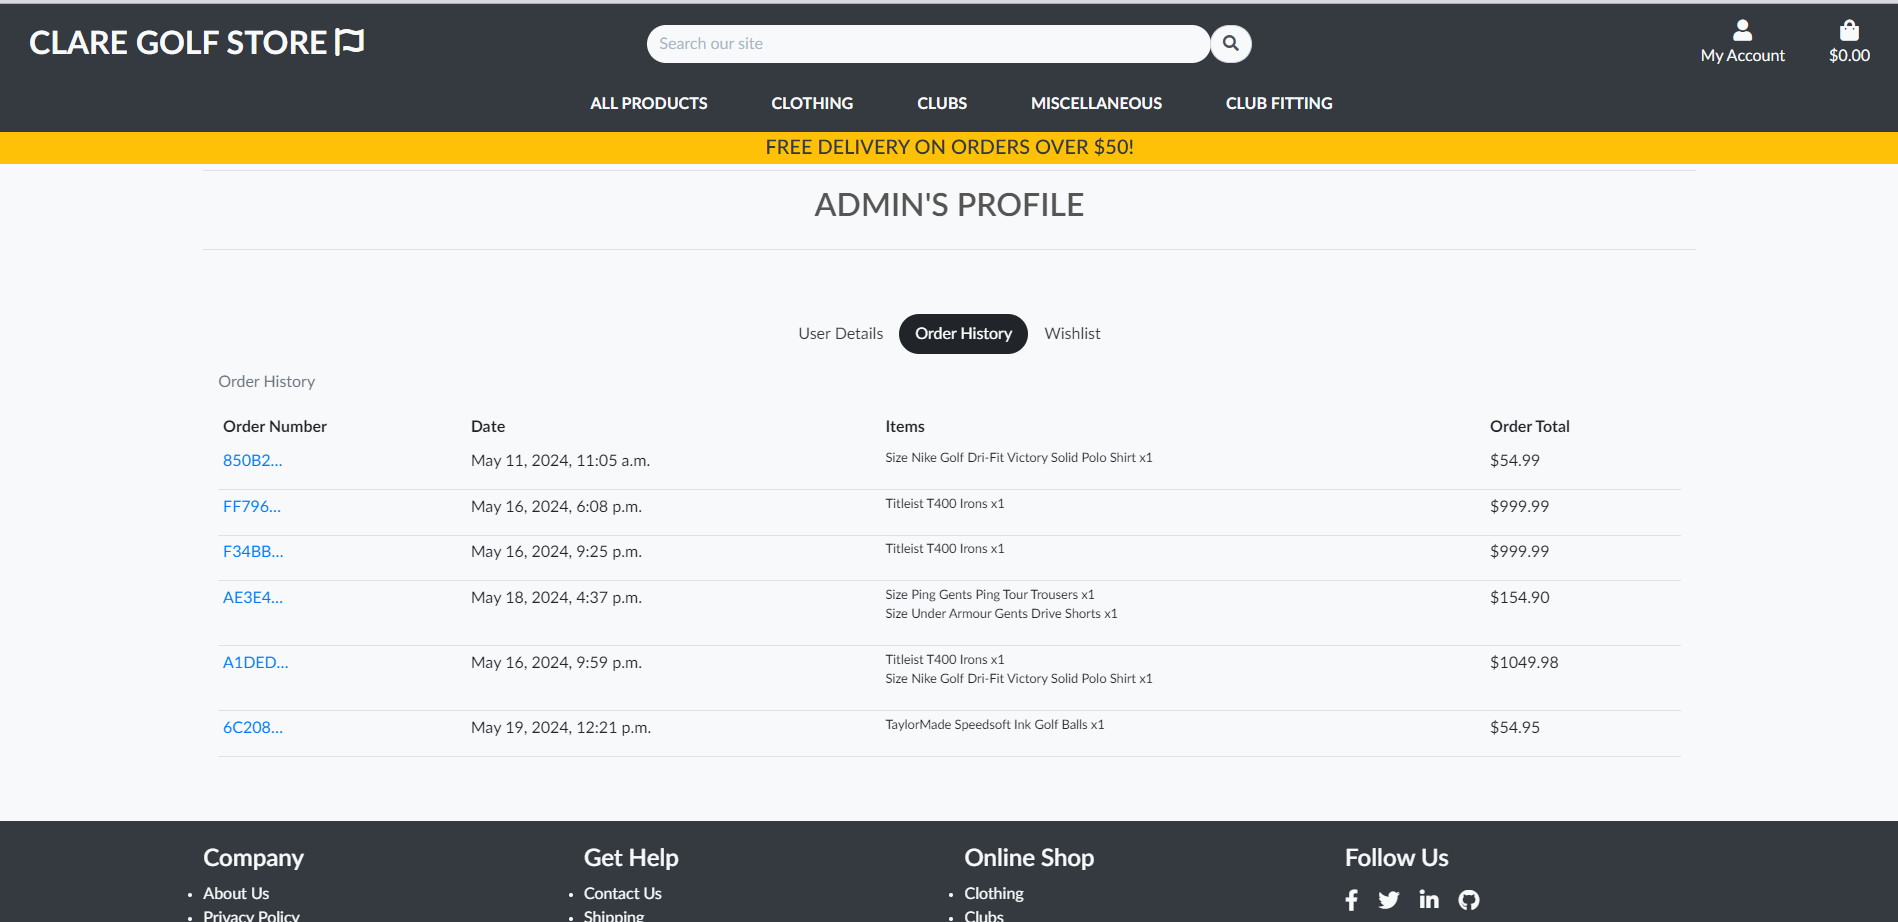 CLARE GOLF STORE
Search our site
My Account
$0.00
ALL PRODUCTS CLOTHING CLUBS MISCELLANEOUS CLUB FITTING
FREE DELIVERY ON ORDERS OVER $50!
ADMIN'S PROFILE
User Details Order History Wishlist
Order History
Order Number Date Items Order Total
850B2... May 11, 2024, 11:05 a.m. Size Nike Golf Dri-Fit Victory Solid Polo Shirt x1 $54.99
FF796... May 16, 2024, 6:08 p.m. Titleist T400 Irons x1 $999.99
F34BB... May 16, 2024, 9:25 p.m. Titleist T400 Irons x1 $999.99
AE3E4... May 18, 2024, 4:37 p.m. Size Ping Gents Ping Tour Trousers x1 $154.90
Size Under Armour Gents Drive Shorts x1
A1DED... May 16, 2024, 9:59 p.m. Titleist T400 Irons x1 $1049.98
Size Nike Golf Dri-Fit Victory Solid Polo Shirt x1
6C208... May 19, 2024, 12:21 p.m. TaylorMade Speedsoft Ink Golf Balls x1 $54.95
Company Get Help Online Shop Follow Us
About Us Contact Us Clothing
Privacy Policy Shipping Clubs